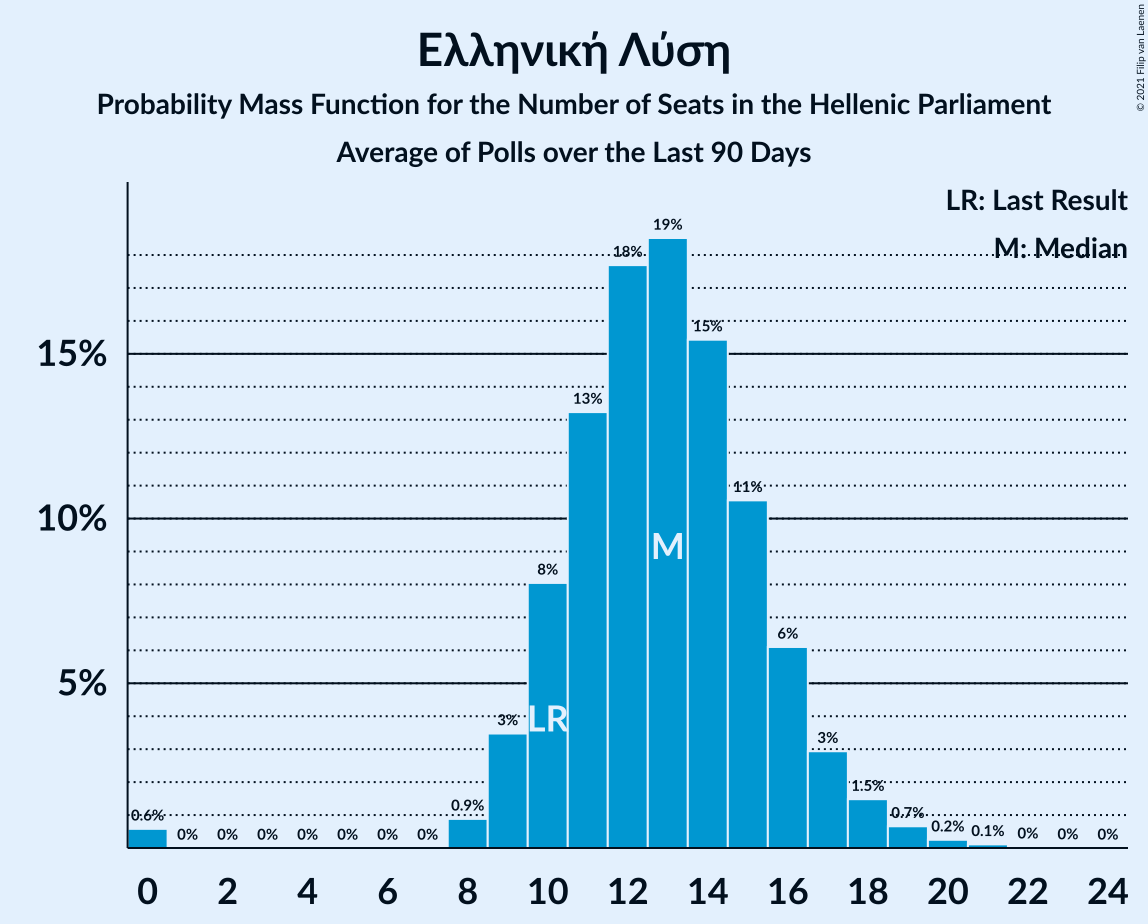 Ελληνική Λύση
Probability Mass Function for the Number of Seats in the Hellenic Parliament
Average of Polls over the Last 90 Days
© 2021 Filip van Laenen
LR: Last Result
M: Median
19%
18%
15%
13%
11%
8%
6%
3%
3%
1.5%
0.9%
0.7%
0.6%
0.2%
0.1%
0% 0% 0% 0% 0% 0% 0% 0% 0% 0%
M
LR
15%
10%
5%
0 2 4 6 8 10 12 14 16 18 20 22 24